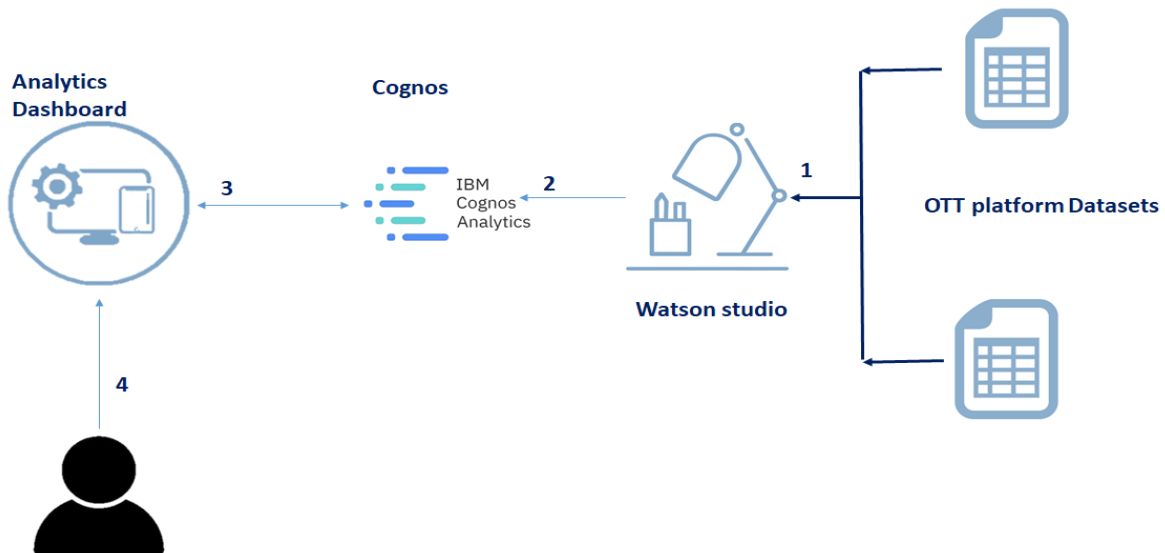 Analytics
Dashboard
Cognos
IBM
Cognos
Analytics
1
2
3
4
OTT platform Datasets
Watson studio